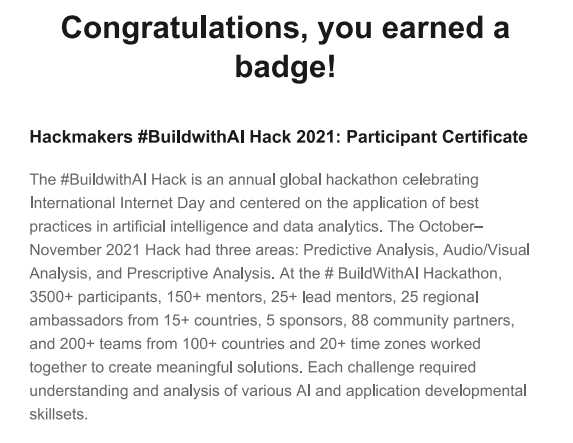 Congratulations, you earned a
badge!
Hackmakers #BuildwithAI Hack 2021: Participant Certificate
The #BuildwithAI Hack is an annual global hackathon celebrating
International Internet Day and centered on the application of best
practices in artificial intelligence and data analytics. The October–
November 2021 Hack had three areas: Predictive Analysis, Audio/Visual
Analysis, and Prescriptive Analysis. At the # BuildWithAI Hackathon,
3500+ participants, 150+ mentors, 25+ lead mentors, 25 regional
ambassadors from 15+ countries, 5 sponsors, 88 community partners,
and 200+ teams from 100+ countries and 20+ time zones worked
together to create meaningful solutions. Each challenge required
understanding and analysis of various AI and application developmental
skillsets.